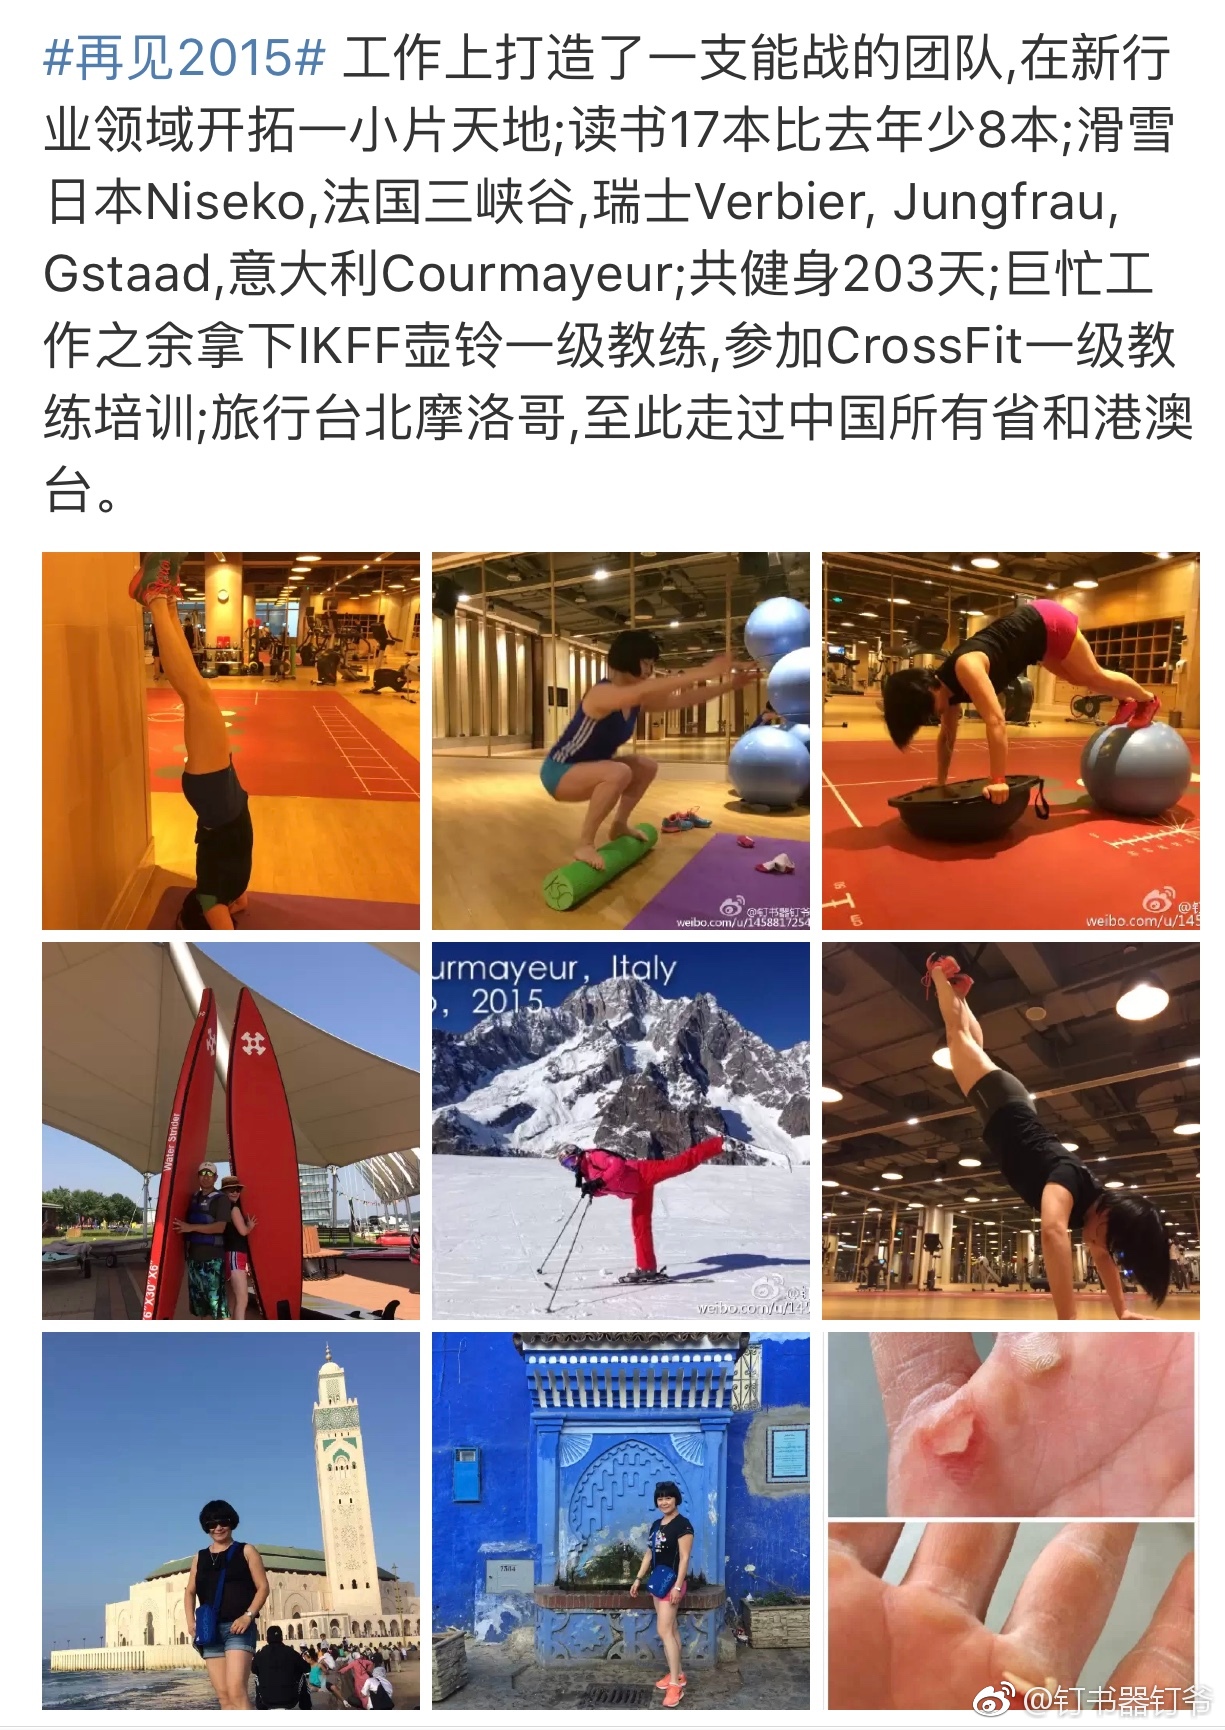 #再见2015# 工作上打造了一支能战的团队,在新行
业领域开拓一小片天地;读书17本比去年少8本;滑雪
日本Niseko,法国三峡谷,瑞士Verbier, Jungfrau,
Gstaad,意大利Courmayeur;共健身203天;巨忙工
作之余拿下IKFF壶铃一级教练,参加CrossFit一级教
练培训;旅行台北摩洛哥,至此走过中国所有省和港澳
台。
@钉书器钉爷
weibo.com/u/1458817254
@钉
weibo.com/u/145
Water Strider
6"X30"X6
urmayeur, Italy
, 2015
weibo.com/u/145
@钉书器钉爷